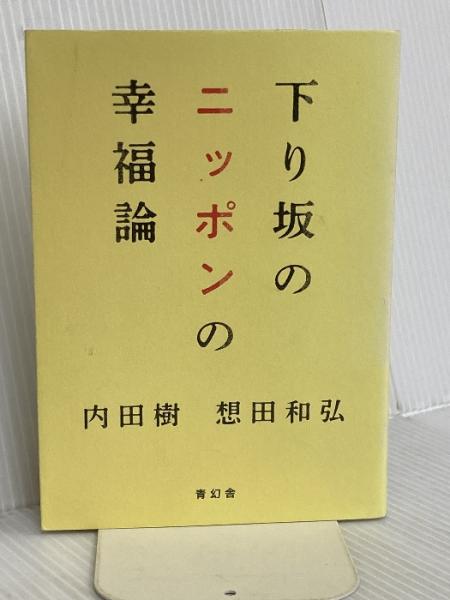 下り坂の
ニッポンの
幸福論
内田樹 想田和弘
青幻舎